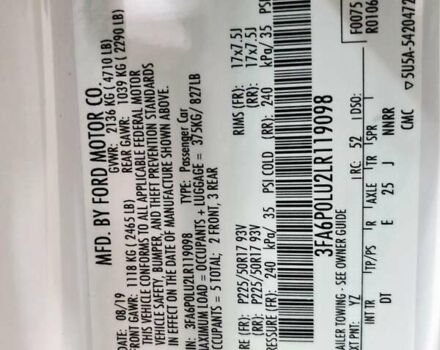 MFD. BY FORD MOTOR CO.
DATE: 08/19 GVWR: 2136 KG (4710 LB)
FRONT GAWR: 1118 KG (2465 LB) REAR GAWR: 1039 KG (2290 LB)
THIS VEHICLE CONFORMS TO ALL APPLICABLE FEDERAL MOTOR
VEHICLE SAFETY, BUMPER, AND THEFT PREVENTION STANDARDS
IN EFFECT ON THE DATE OF MANUFACTURE SHOWN ABOVE.
VIN: 3FA6P0LU2LR119098 TYPE: Passenger Car
MAXIMUM LOAD = OCCUPANTS + LUGGAGE = 375KG/ 827LB
OCCUPANTS = 5 TOTAL; 2 FRONT, 3 REAR
TIRE (FR): P225/50R17 93V RIMS (FR): 17x7.5J
TIRE (RR): P225/50R17 93V (RR): 17x7.5J
PRESSURE (FR): 240 kPa/ 35 PSI COLD (RR): 240 kPa/ 35 PSI
F0075
R0106
3FA6P0LU2LR119098
TRAILER TOWING - SEE OWNER GUIDE
EXT PNT: YZ RC: 52 DSO:
INT TR TP/PS R AXLE TR SPR
DT E 25 J NNRR
CMC 5U5A-5420472